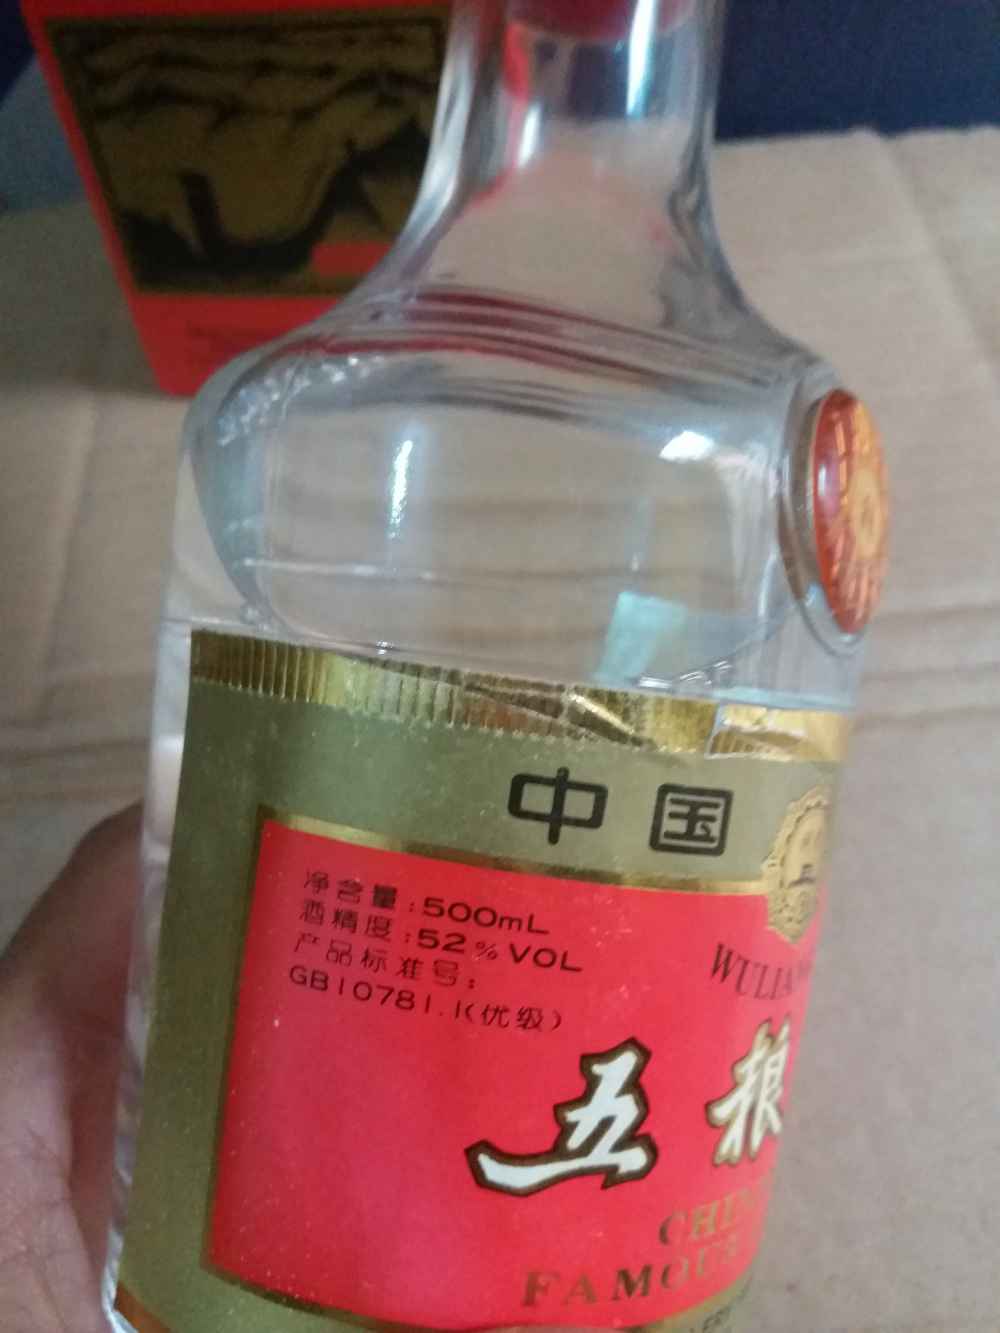 中国
净含量:500mL
酒精度:52%VOL
产品标准号:
GB10781.1(优级)
五粮
FAMOUS